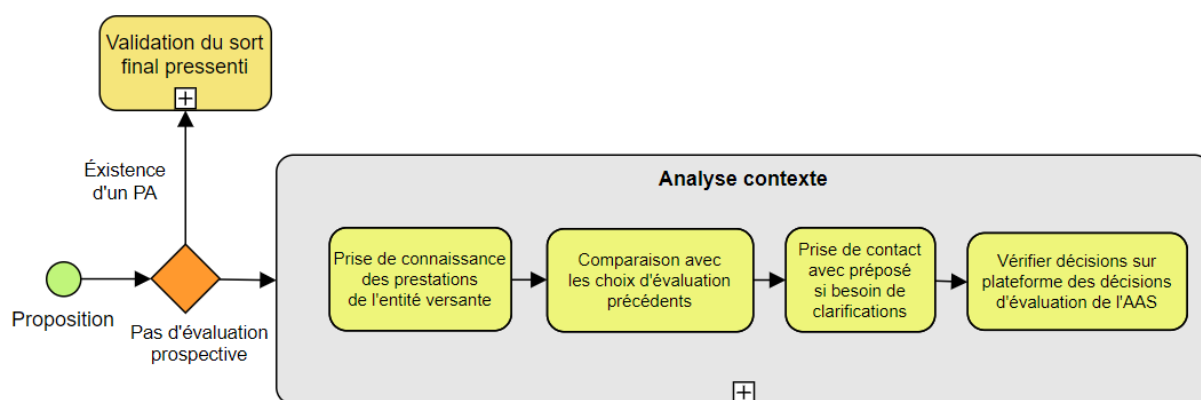 Validation du sort
final pressenti
Éxistence
d'un PA
Proposition
Pas d'évaluation
prospective
Analyse contexte
Prise de connaissance
des prestations
de l'entité versante
Comparaison avec
les choix d'évaluation
précédents
Prise de contact
avec préposé
si besoin de
clarifications
Vérifier décisions sur
plateforme des décisions
d'évaluation de l'AAS